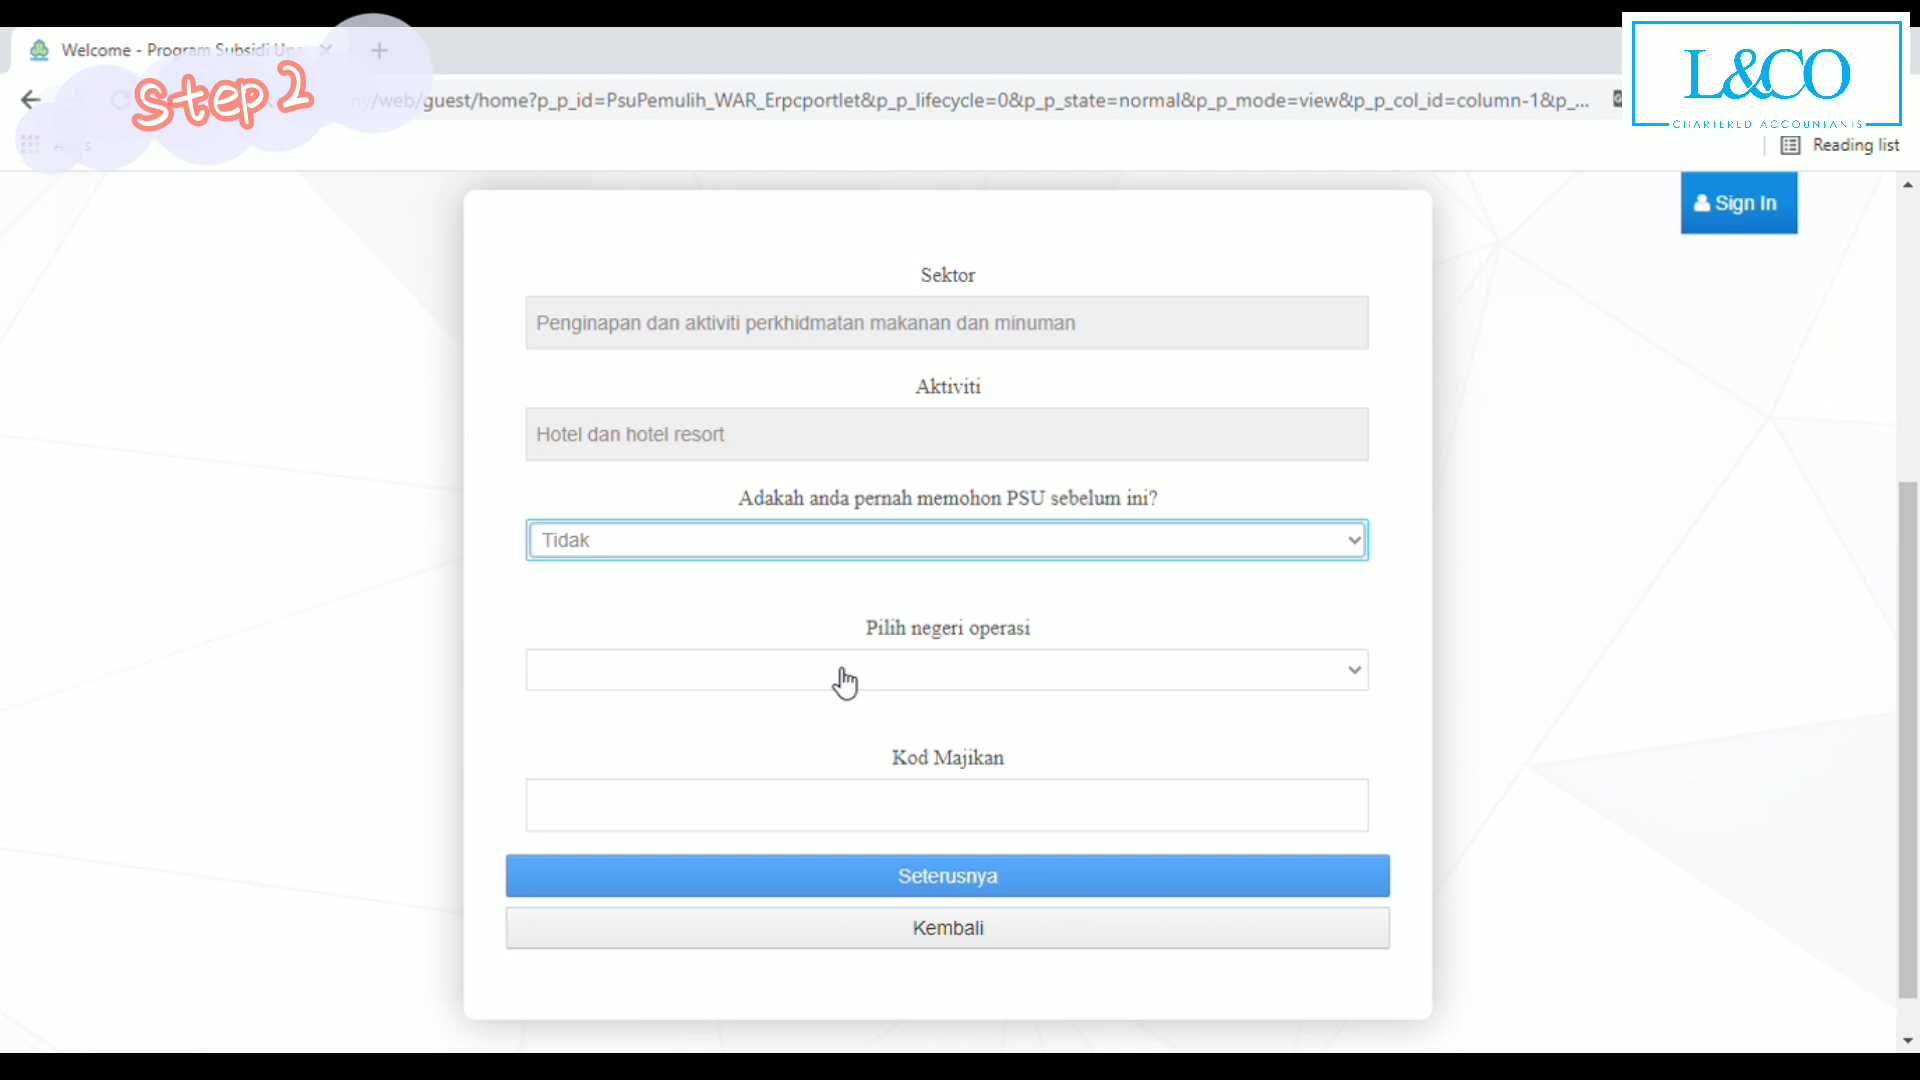 Welcome - Program Subsidi
Step 2
/web/guest/home?p_p_id=PsuPemulih_WAR_Erpcportlet&p_p_lifecycle=0&p_p_state=normal&p_p_mode=view&p_p_col_id=column-1&p_...
L&CO
CHARTERED ACCOUNTANTS
Apps
Reading list
Sign In
Sektor
Penginapan dan aktiviti perkhidmatan makanan dan minuman
Aktiviti
Hotel dan hotel resort
Adakah anda pernah memohon PSU sebelum ini?
Tidak
Pilih negeri operasi
Kod Majikan
Seterusnya
Kembali